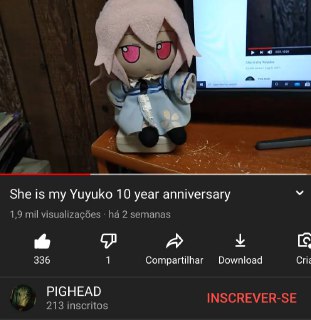 She is my Yuyuko 10 year anniversary
1,9 mil visualizações · há 2 semanas
336
1
Compartilhar
Download
Cria
PIGHEAD
213 inscritos
INSCREVER-SE